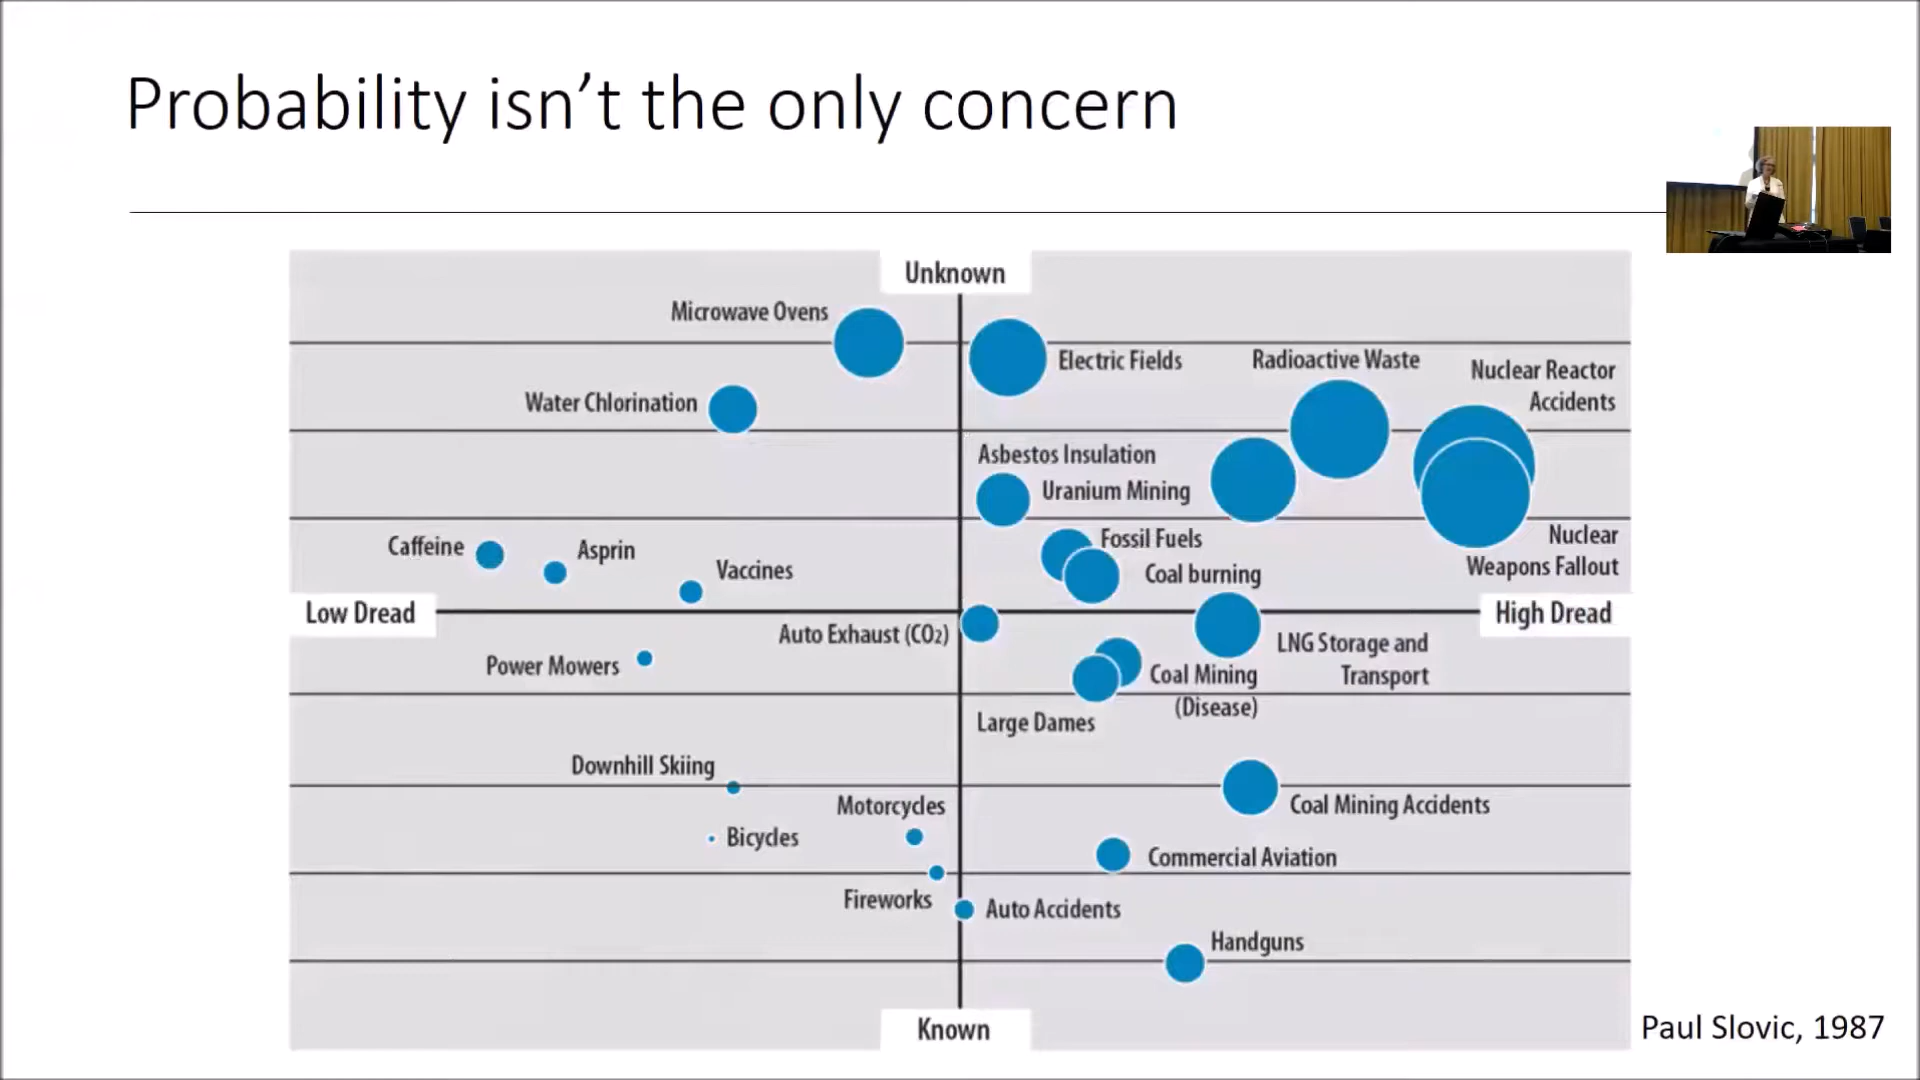 Probability isn't the only concern
Unknown
Microwave Ovens
Electric Fields
Radioactive Waste
Nuclear Reactor
Accidents
Water Chlorination
Asbestos Insulation
Uranium Mining
Caffeine
Asprin
Vaccines
Fossil Fuels
Coal burning
Nuclear
Weapons Fallout
Low Dread
High Dread
Auto Exhaust (CO2)
Power Mowers
LNG Storage and
Transport
Coal Mining
(Disease)
Large Dames
Downhill Skiing
Motorcycles
Bicycles
Coal Mining Accidents
Commercial Aviation
Fireworks
Auto Accidents
Handguns
Known
Paul Slovic, 1987